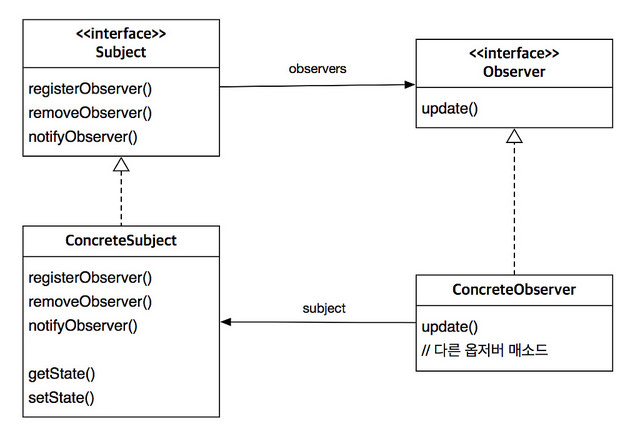 <<interface>>
Subject
registerObserver()
removeObserver()
notifyObserver()
observers
<<interface>>
Observer
update()
ConcreteSubject
registerObserver()
removeObserver()
notifyObserver()
getState()
setState()
subject
ConcreteObserver
update()
// 다른 옵저버 매소드